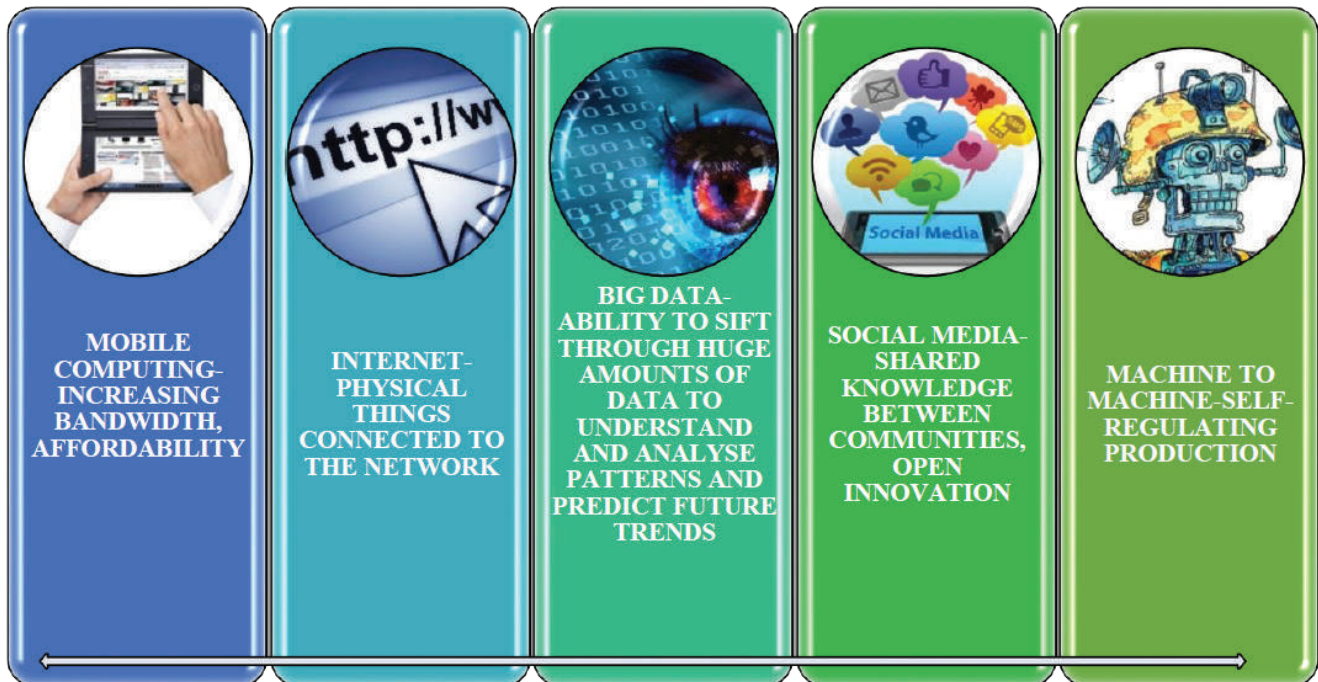 MOBILE
COMPUTING-
INCREASING
BANDWIDTH,
AFFORDABILITY
http://w
INTERNET-
PHYSICAL
THINGS
CONNECTED TO
THE NETWORK
BIG DATA-
ABILITY TO SIFT
THROUGH HUGE
AMOUNTS OF
DATA TO
UNDERSTAND
AND ANALYSE
PATTERNS AND
PREDICT FUTURE
TRENDS
Social Media
SOCIAL MEDIA-
SHARED
KNOWLEDGE
BETWEEN
COMMUNITIES,
OPEN
INNOVATION
MACHINE TO
MACHINE-SELF-
REGULATING
PRODUCTION